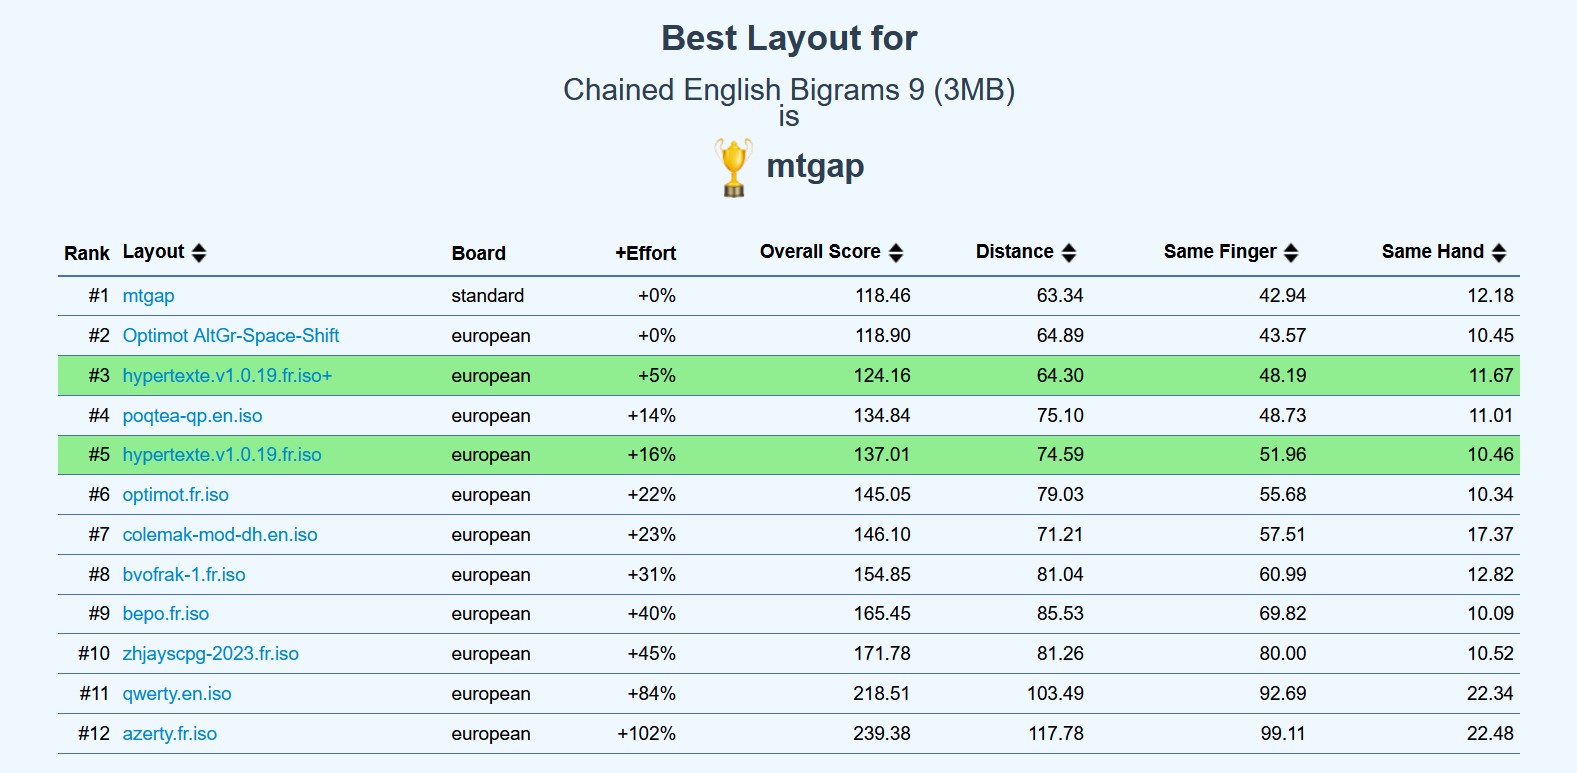 Best Layout for
Chained English Bigrams 9 (3MB)
is
mtgap
Rank Layout Board +Effort Overall Score Distance Same Finger Same Hand
#1 mtgap standard +0% 118.46 63.34 42.94 12.18
#2 Optimot AltGr-Space-Shift european +0% 118.90 64.89 43.57 10.45
#3 hypertexte.v1.0.19.fr.iso+ european +5% 124.16 64.30 48.19 11.67
#4 poqtea-qp.en.iso european +14% 134.84 75.10 48.73 11.01
#5 hypertexte.v1.0.19.fr.iso european +16% 137.01 74.59 51.96 10.46
#6 optimot.fr.iso european +22% 145.05 79.03 55.68 10.34
#7 colemak-mod-dh.en.iso european +23% 146.10 71.21 57.51 17.37
#8 bvofrak-1.fr.iso european +31% 154.85 81.04 60.99 12.82
#9 bepo.fr.iso european +40% 165.45 85.53 69.82 10.09
#10 zhjayscpg-2023.fr.iso european +45% 171.78 81.26 80.00 10.52
#11 qwerty.en.iso european +84% 218.51 103.49 92.69 22.34
#12 azerty.fr.iso european +102% 239.38 117.78 99.11 22.48